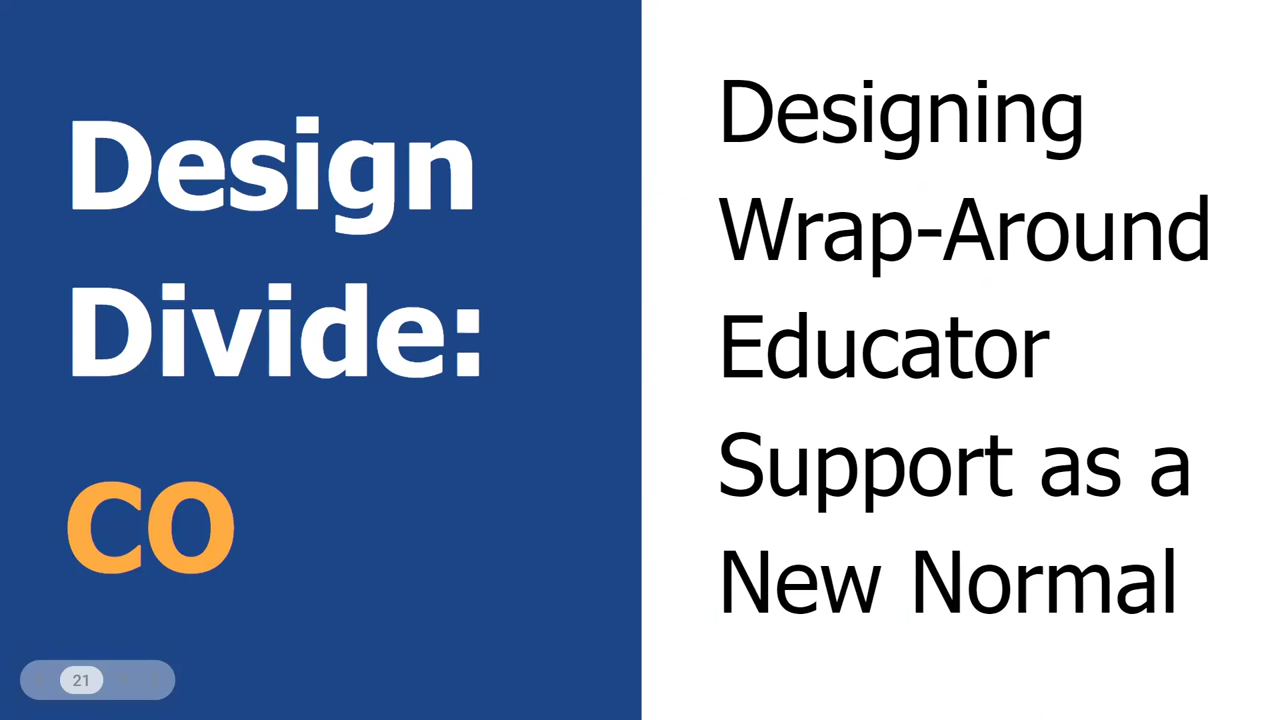 Design
Divide:
CO
21
Designing
Wrap-Around
Educator
Support as a
New Normal